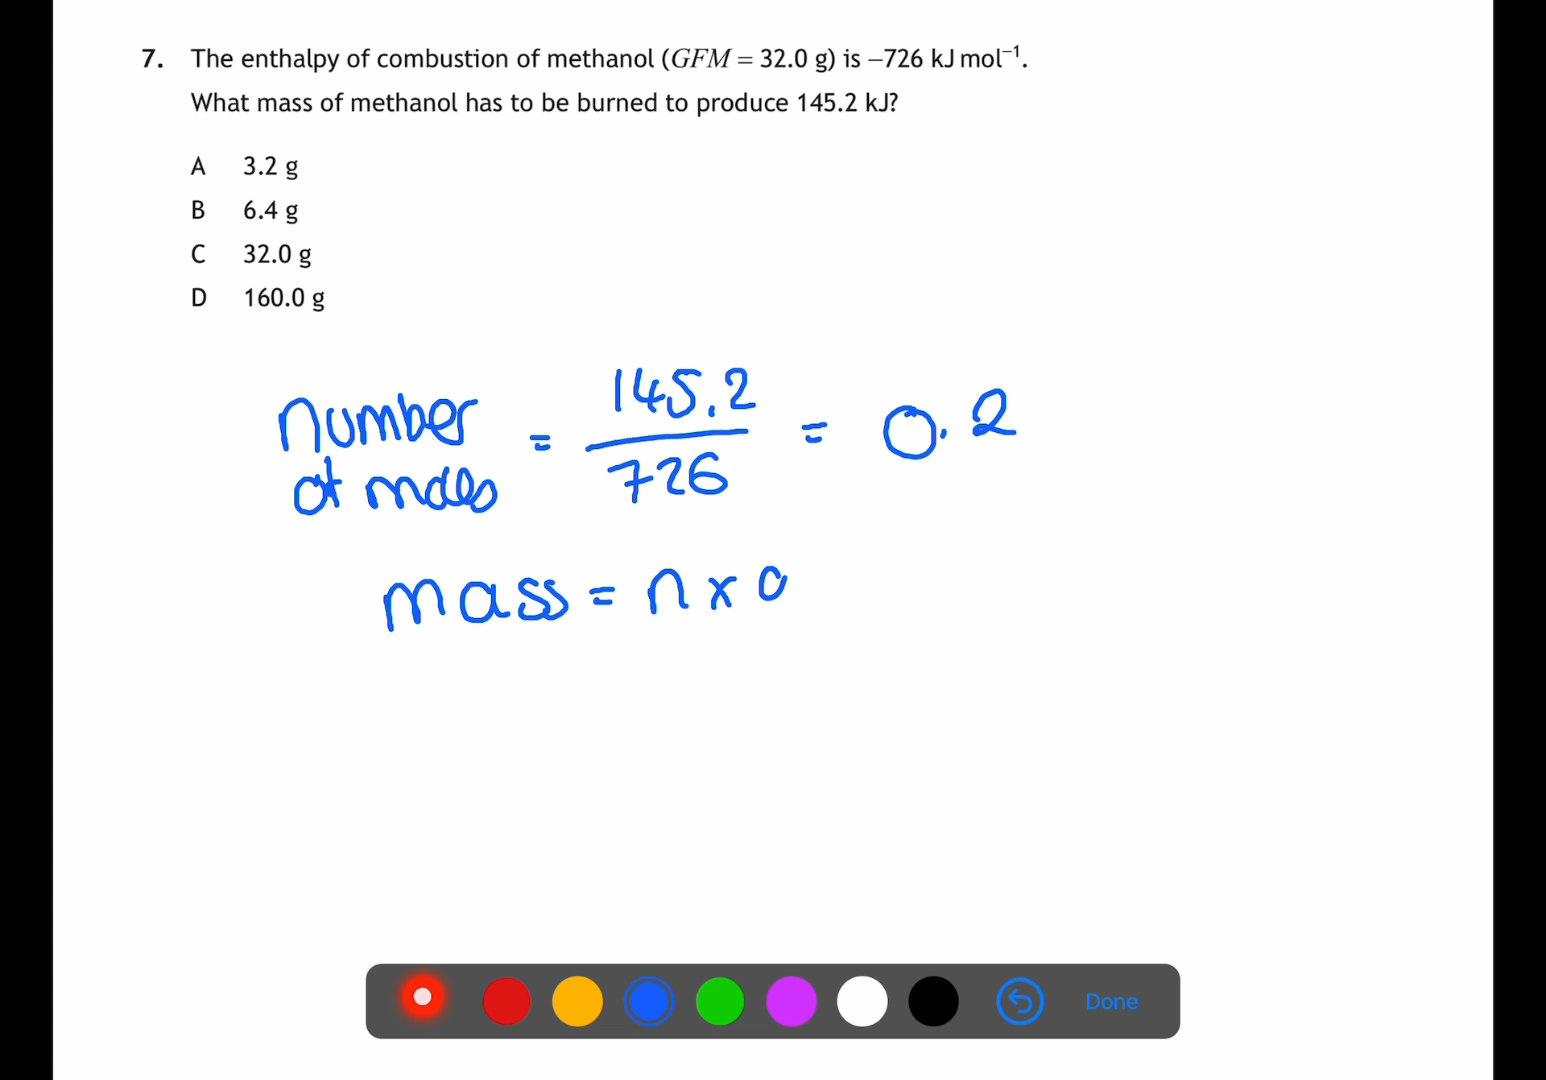 7. The enthalpy of combustion of methanol (GFM = 32.0 g) is –726 kJ mol⁻¹.
What mass of methanol has to be burned to produce 145.2 kJ?
A 3.2 g
B 6.4 g
C 32.0 g
D 160.0 g
number of moles = 145.2 / 726 = 0.2
mass = n x 0
Done